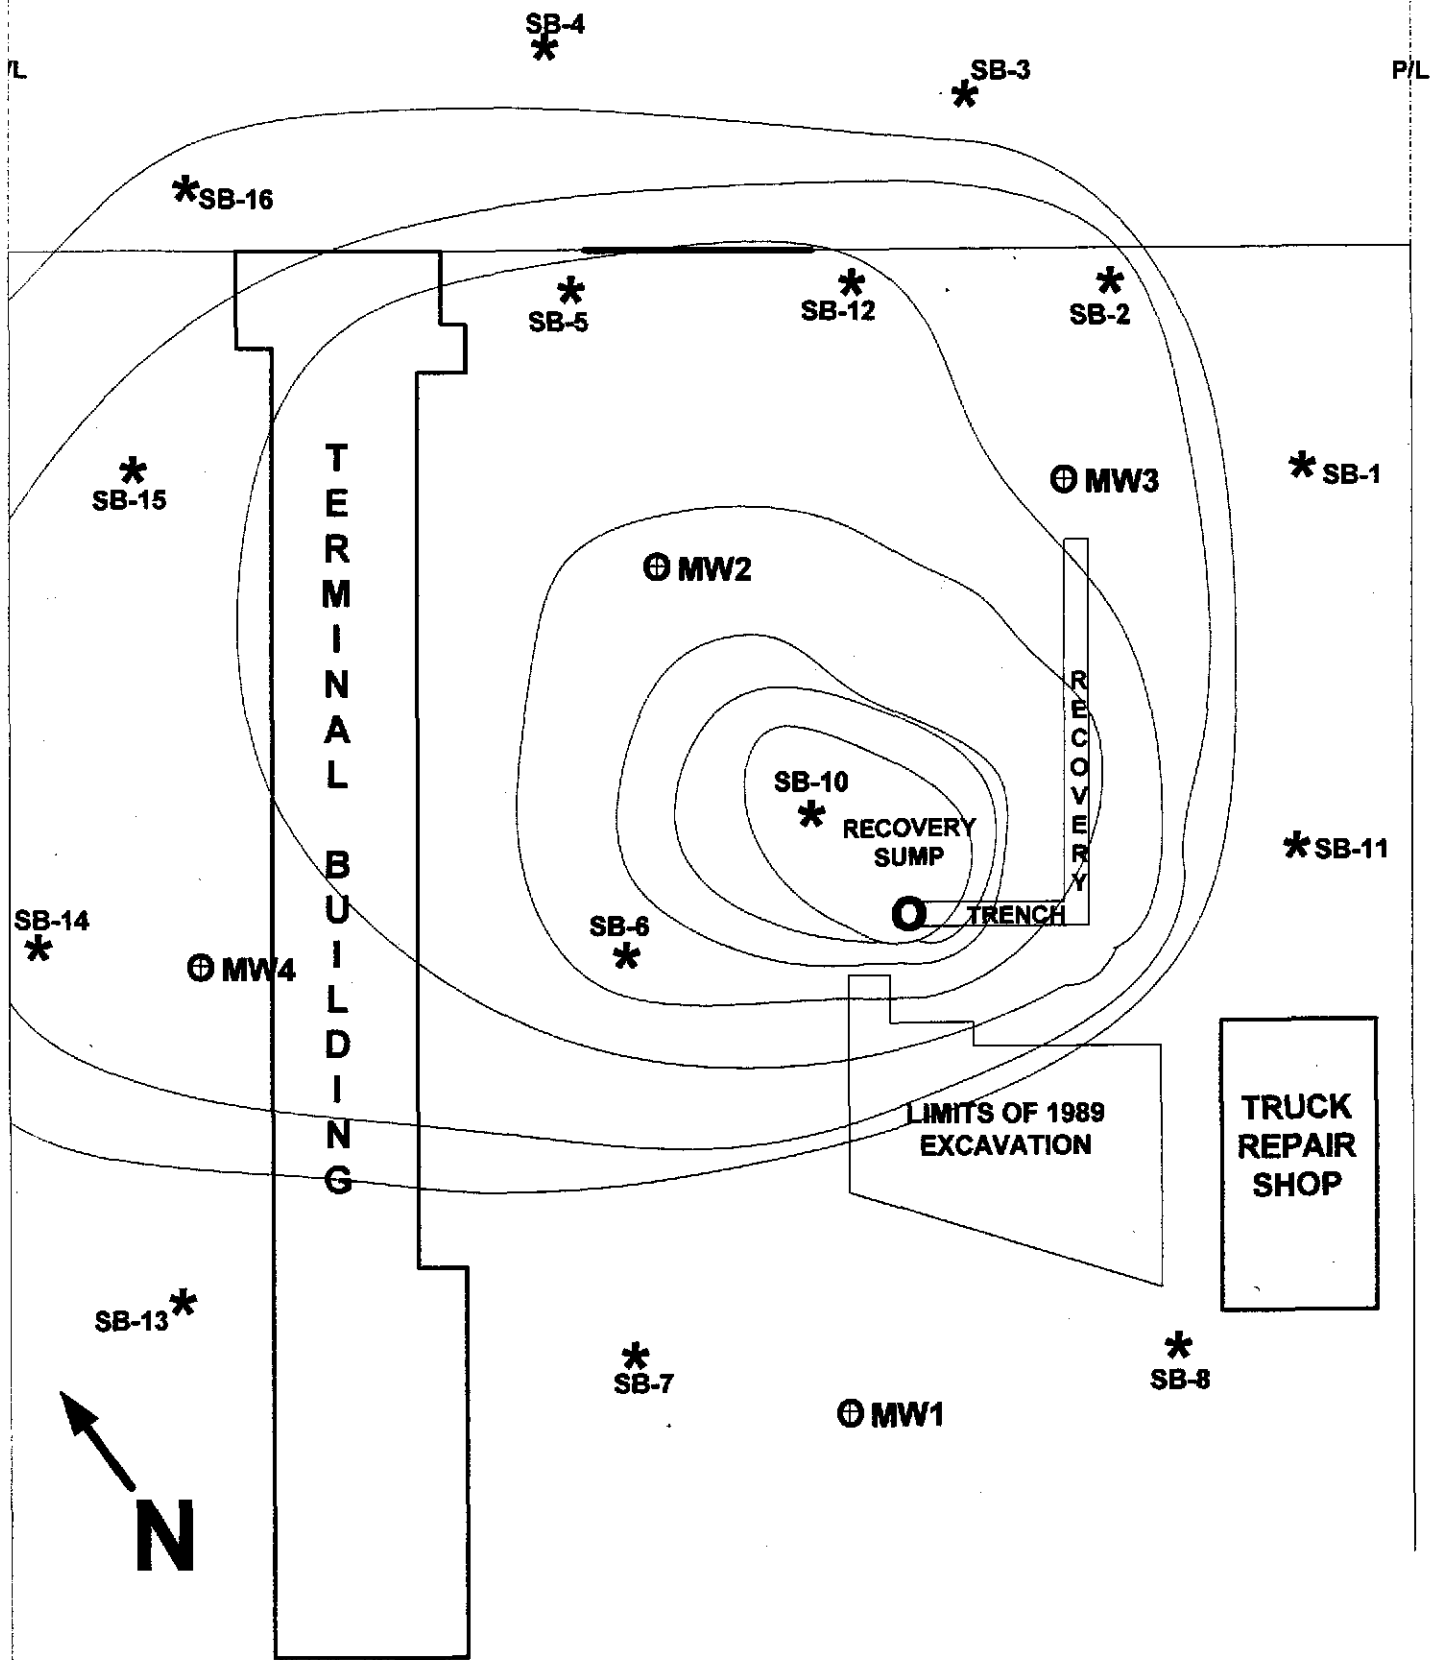 SB-4
/L
SB-3
P/L
SB-16
SB-5
SB-12
SB-2
TERMINAL BUILDING
SB-15
MW3
SB-1
MW2
RECOVERY
SB-10
RECOVERY
SUMP
SB-11
TRENCH
SB-14
SB-6
MW4
LIMITS OF 1989
EXCAVATION
TRUCK
REPAIR
SHOP
SB-13
SB-7
SB-8
MW1
N